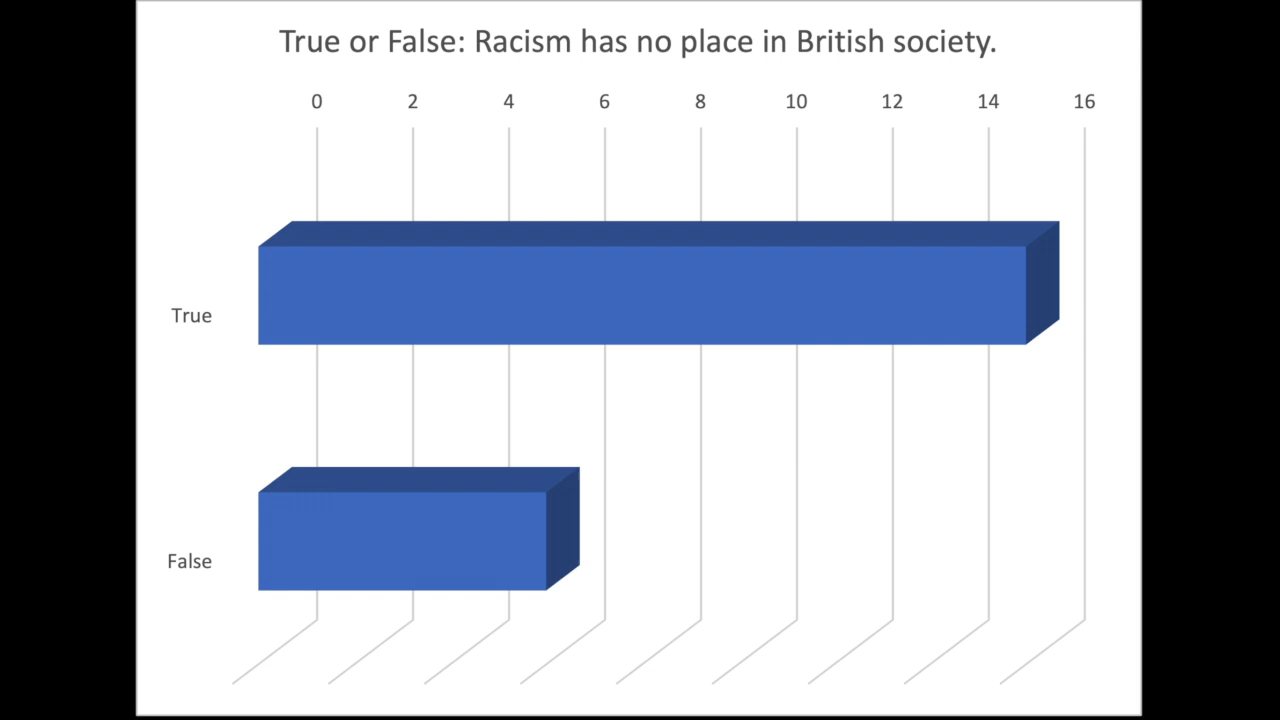 True or False: Racism has no place in British society.
0 2 4 6 8 10 12 14 16
True
False